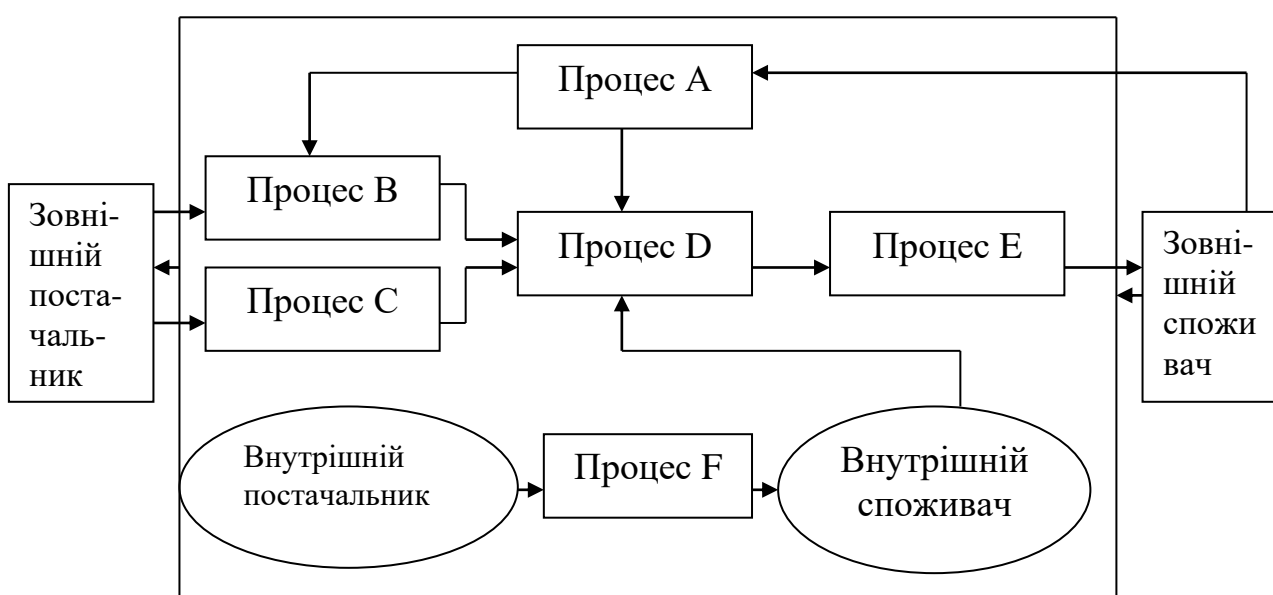 Процес A
Процес B
Зовні-
шній
поста-
чаль-
ник
Процес D
Процес E
Зовні-
шній
спожи
вач
Процес C
Внутрішній
постачальник
Процес F
Внутрішній
споживач